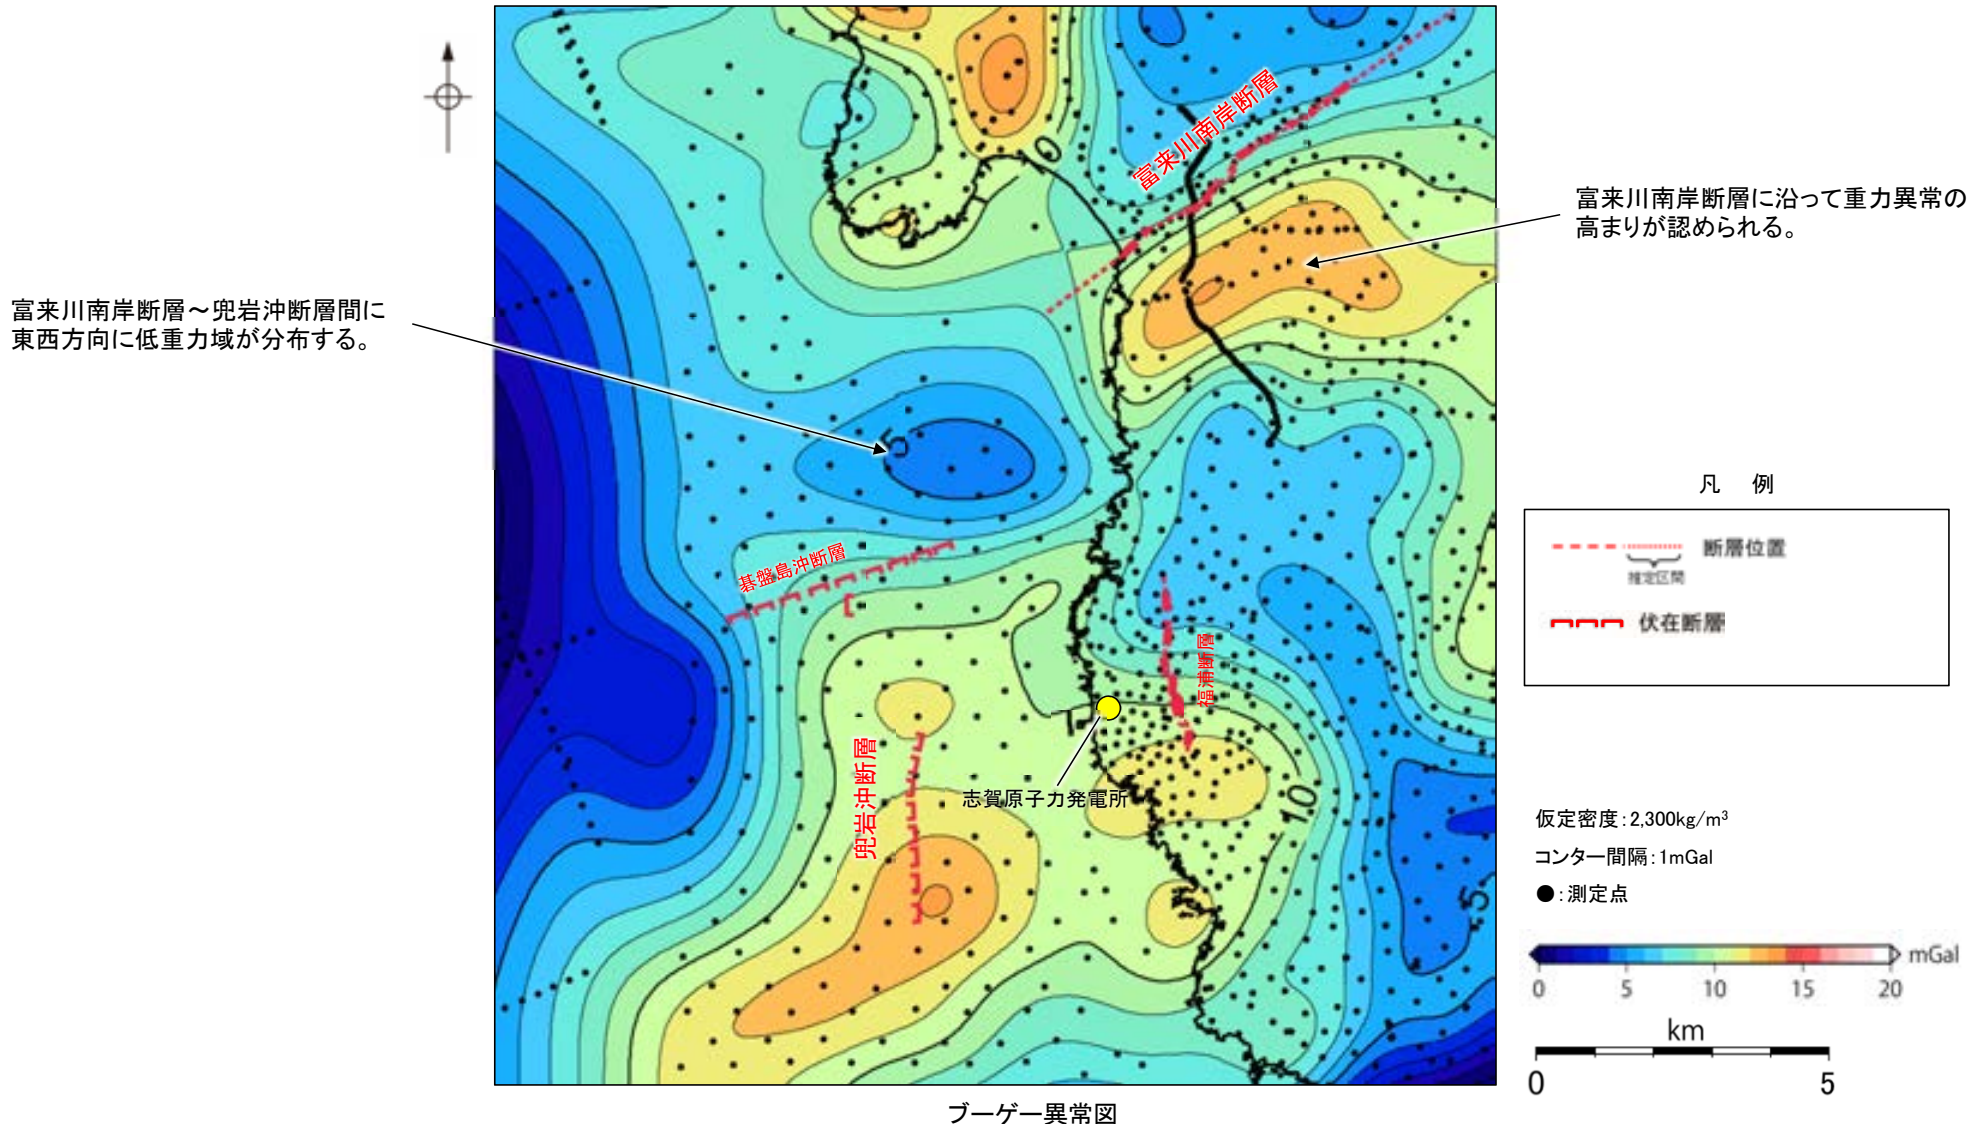 富来川南岸断層
0
富来川南岸断層に沿って重力異常の
高まりが認められる。
富来川南岸断層～兜岩沖断層間に
東西方向に低重力域が分布する。
5
碁盤島沖断層
福浦断層
兜岩沖断層
志賀原子力発電所
10
5
凡 例
断層位置
推定区間
伏在断層
仮定密度：2,300kg/m³
コンター間隔：1mGal
●：測定点
mGal
0 5 10 15 20
km
0 5
ブーゲー異常図